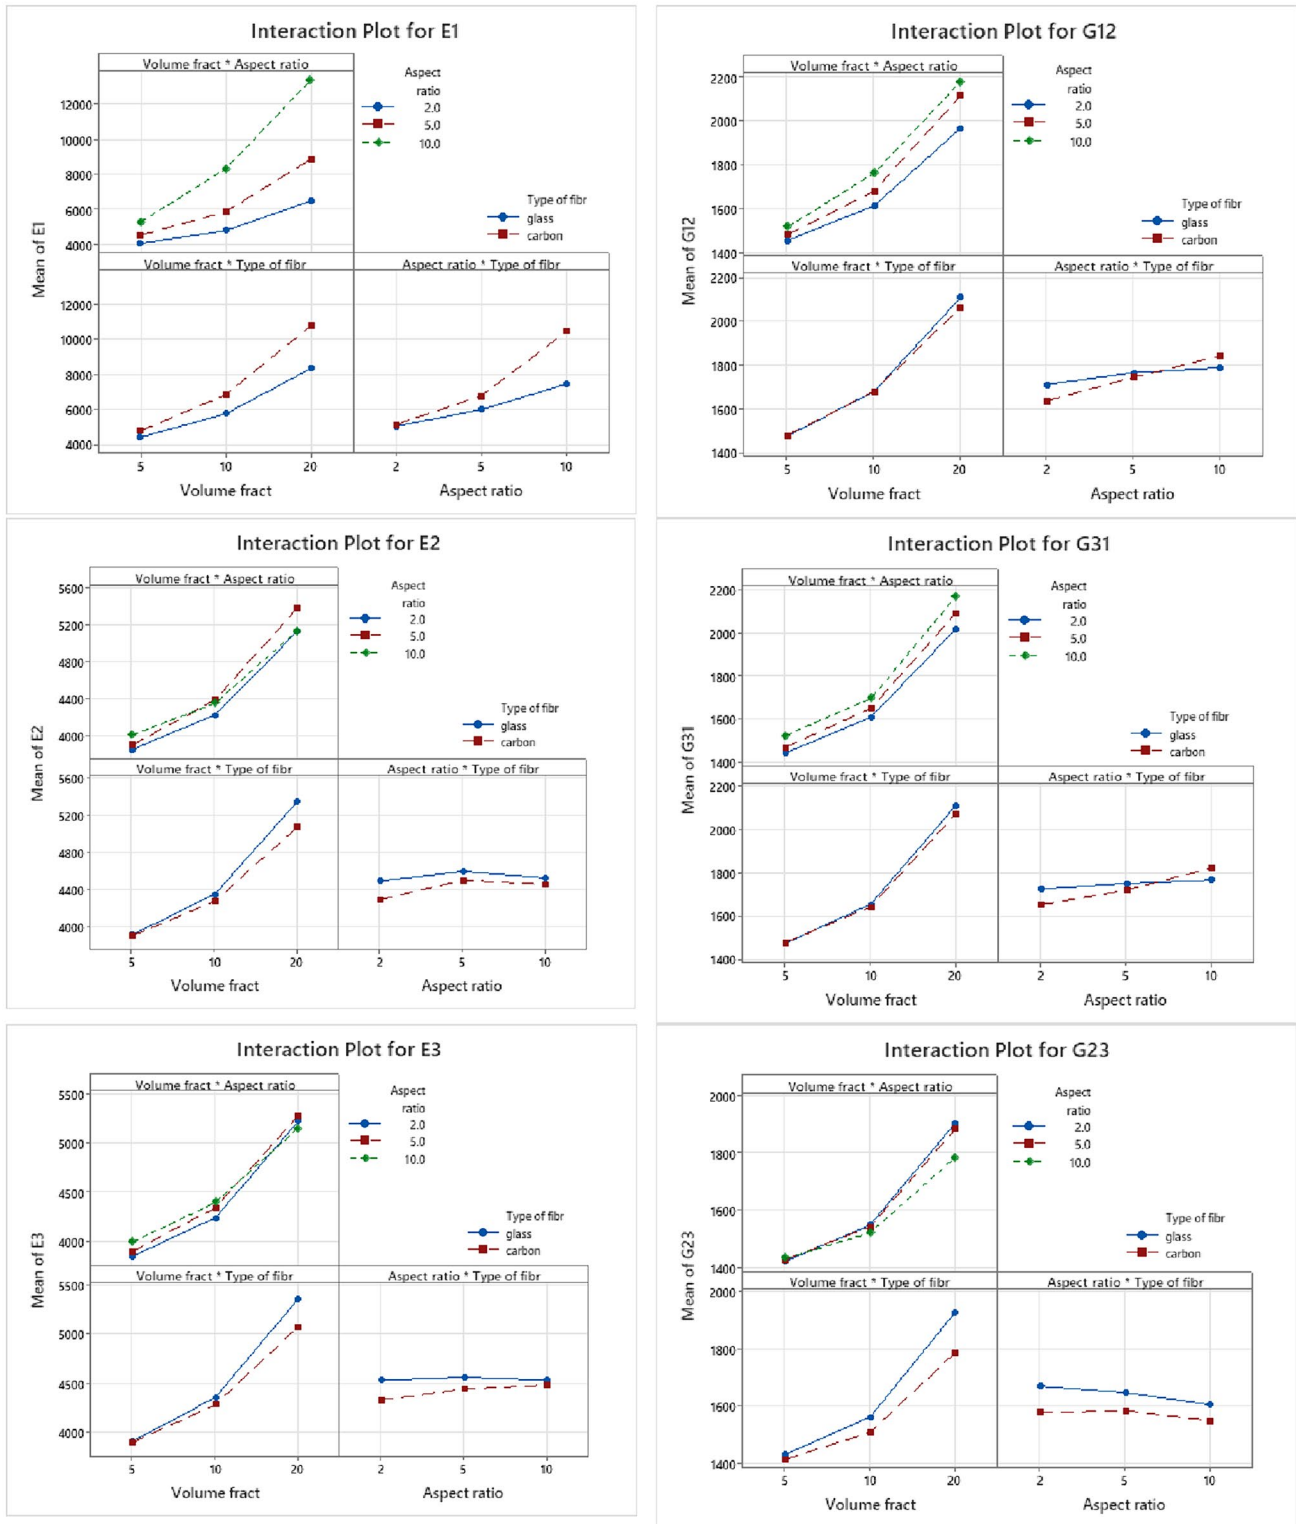 Interaction Plot for E1
Volume fract * Aspect ratio
Aspect
ratio
2.0
5.0
10.0
12000
10000
8000
6000
4000
Type of fibr
glass
carbon
Mean of E1
Volume fract * Type of fibr
Aspect ratio * Type of fibr
12000
10000
8000
6000
4000
5 10 20 2 5 10
Volume fract Aspect ratio
Interaction Plot for G12
Volume fract * Aspect ratio
Aspect
ratio
2.0
5.0
10.0
2200
2000
1800
1600
1400
Type of fibr
glass
carbon
Mean of G12
Volume fract * Type of fibr
Aspect ratio * Type of fibr
2200
2000
1800
1600
1400
5 10 20 2 5 10
Volume fract Aspect ratio
Interaction Plot for E2
Volume fract * Aspect ratio
Aspect
ratio
2.0
5.0
10.0
5600
5200
4800
4400
4000
Type of fibr
glass
carbon
Mean of E2
Volume fract * Type of fibr
Aspect ratio * Type of fibr
5600
5200
4800
4400
4000
5 10 20 2 5 10
Volume fract Aspect ratio
Interaction Plot for G31
Volume fract * Aspect ratio
Aspect
ratio
2.0
5.0
10.0
2200
2000
1800
1600
1400
Type of fibr
glass
carbon
Mean of G31
Volume fract * Type of fibr
Aspect ratio * Type of fibr
2200
2000
1800
1600
1400
5 10 20 2 5 10
Volume fract Aspect ratio
Interaction Plot for E3
Volume fract * Aspect ratio
Aspect
ratio
2.0
5.0
10.0
5500
5000
4500
4000
Type of fibr
glass
carbon
Mean of E3
Volume fract * Type of fibr
Aspect ratio * Type of fibr
5500
5000
4500
4000
5 10 20 2 5 10
Volume fract Aspect ratio
Interaction Plot for G23
Volume fract * Aspect ratio
Aspect
ratio
2.0
5.0
10.0
2000
1800
1600
1400
Type of fibr
glass
carbon
Mean of G23
Volume fract * Type of fibr
Aspect ratio * Type of fibr
2000
1800
1600
1400
5 10 20 2 5 10
Volume fract Aspect ratio